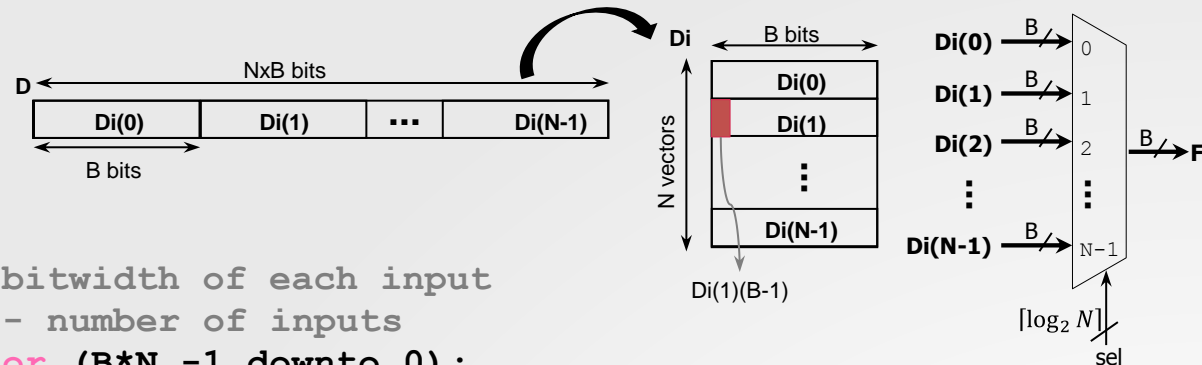 D
NxB bits
Di(0) Di(1) ... Di(N-1)
B bits
Di
B bits
N vectors
Di(0)
Di(1)
⋮
Di(N-1)
Di(1)(B-1)
Di(0) B 0
Di(1) B 1
Di(2) B 2
⋮ ⋮
Di(N-1) B N-1
B F
⌈log₂ N⌉
sel
bitwidth of each input
- number of inputs
(B*N -1 downto 0);